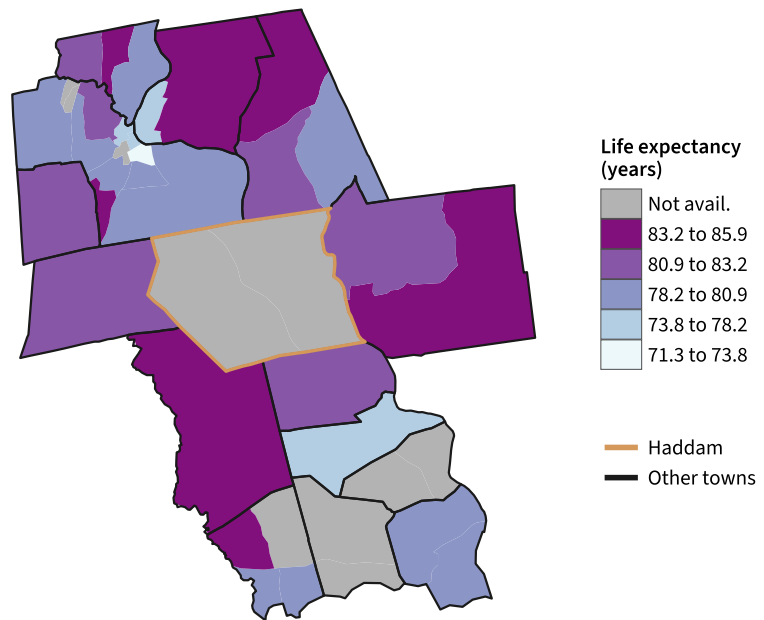 Life expectancy
(years)
Not avail.
83.2 to 85.9
80.9 to 83.2
78.2 to 80.9
73.8 to 78.2
71.3 to 73.8
Haddam
Other towns